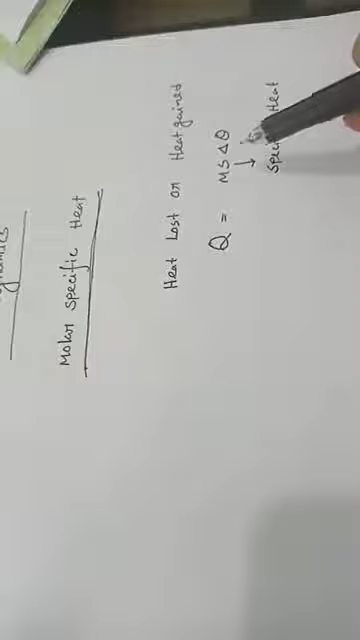 Molar Specific Heat
Heat Lost or Heat gained
Q = MSΔθ
Heat